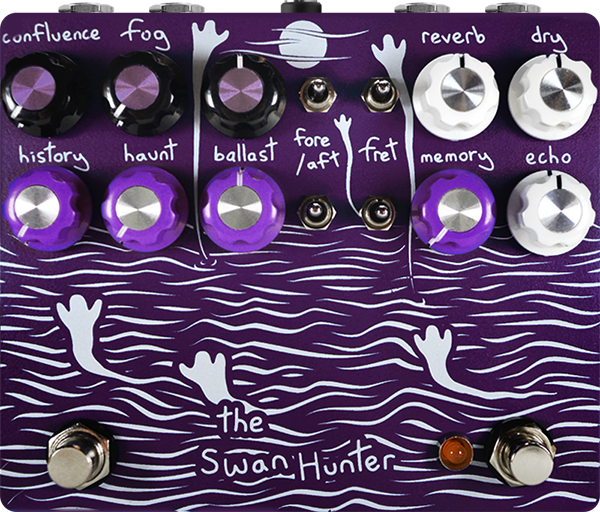 confluence fog reverb dry
fore
/aft fret
history haunt ballast memory echo
the
Swan Hunter